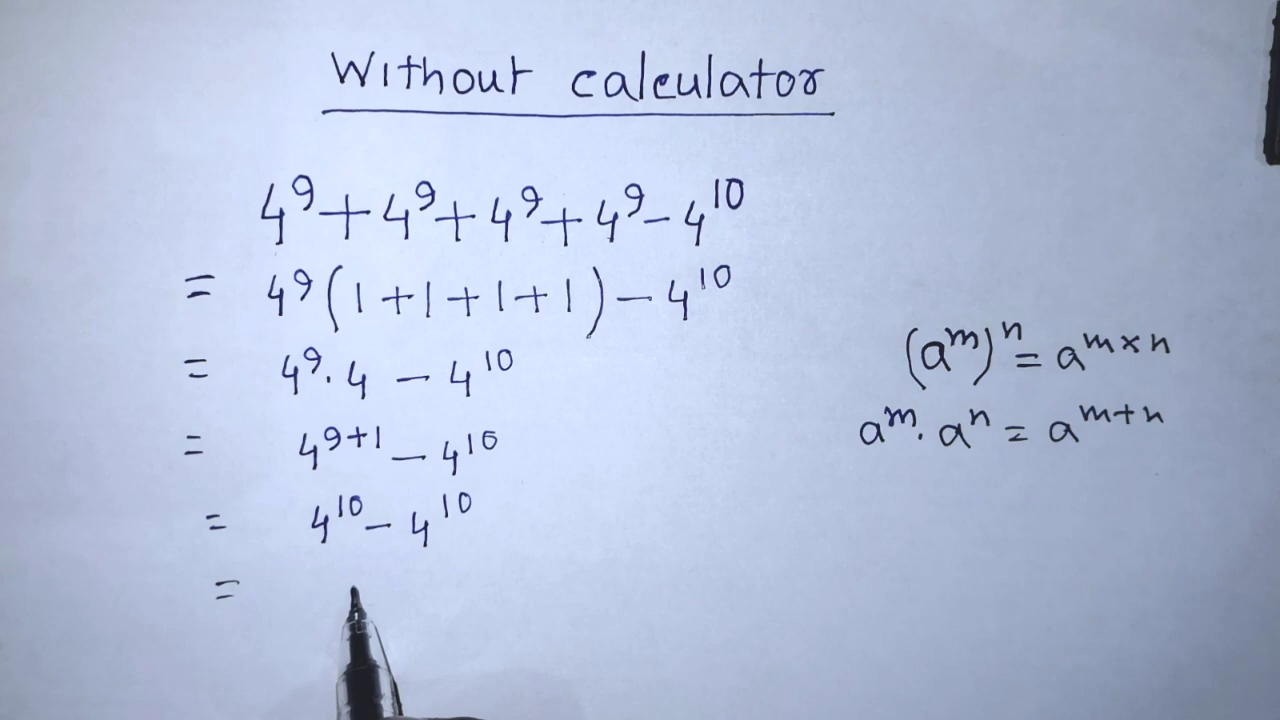 Without calculator
4⁹ + 4⁹ + 4⁹ + 4⁹ − 4¹⁰
= 4⁹ (1 + 1 + 1 + 1) − 4¹⁰
= 4⁹ · 4 − 4¹⁰
= 4⁹⁺¹ − 4¹⁰
= 4¹⁰ − 4¹⁰
=
(aᵐ)ⁿ = aᵐ ˣ ⁿ
aᵐ · aⁿ = aᵐ⁺ⁿ